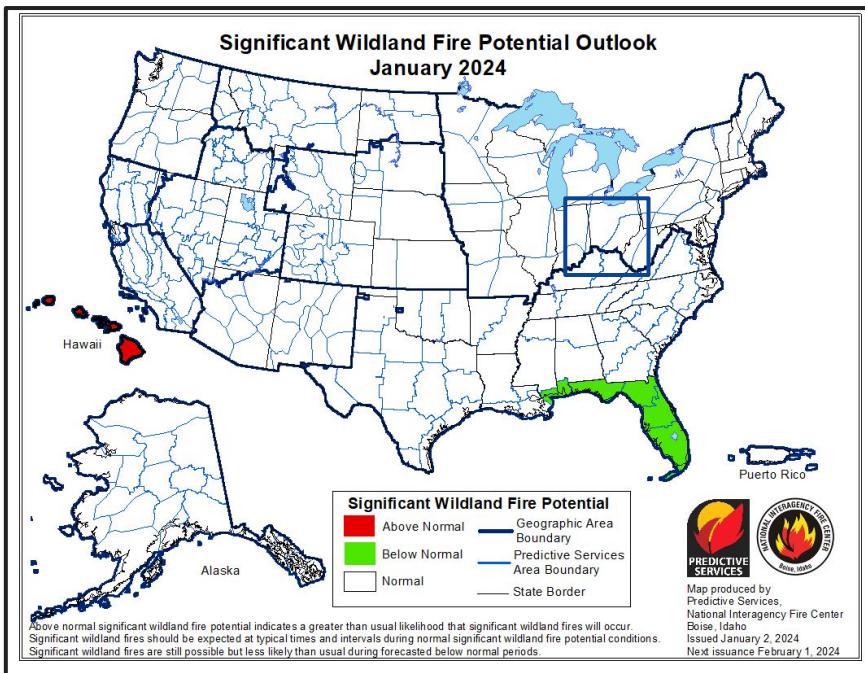 Significant Wildland Fire Potential Outlook
January 2024
Hawaii
Alaska
Puerto Rico
Significant Wildland Fire Potential
Above Normal
Below Normal
Normal
Geographic Area
Boundary
Predictive Services
Area Boundary
State Border
PREDICTIVE
SERVICES
NATIONAL INTERAGENCY FIRE CENTER
Boise, Idaho
Map produced by
Predictive Services,
National Interagency Fire Center
Boise, Idaho
Issued January 2, 2024
Next issuance February 1, 2024
Above normal significant wildland fire potential indicates a greater than usual likelihood that significant wildland fires will occur.
Significant wildland fires should be expected at typical times and intervals during normal significant wildland fire potential conditions.
Significant wildland fires are still possible but less likely than usual during forecasted below normal periods.